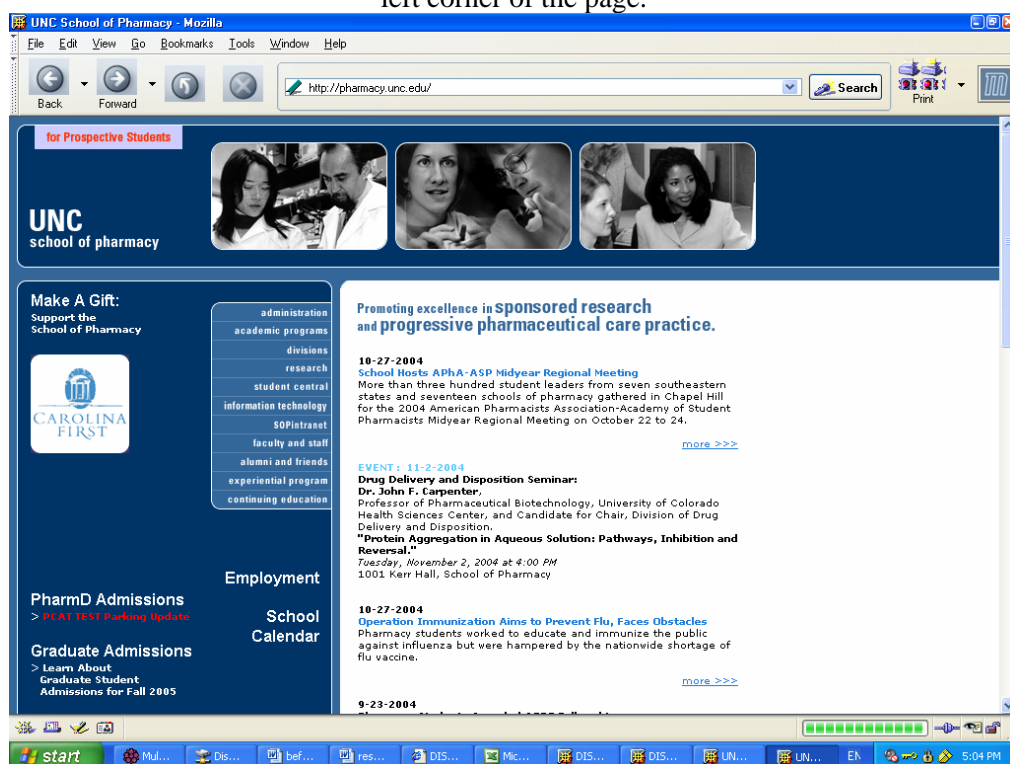 left corner of the page.
UNC School of Pharmacy - Mozilla
File Edit View Go Bookmarks Tools Window Help
Back Forward http://pharmacy.unc.edu/ Search Print
for Prospective Students
UNC
school of pharmacy
Make A Gift:
Support the
School of Pharmacy
CAROLINA
FIRST
administration
academic programs
divisions
research
student central
information technology
SOPintranet
faculty and staff
alumni and friends
experiential program
continuing education
Employment
School
Calendar
PharmD Admissions
> PCAT TEST Parking Update
Graduate Admissions
> Learn About
Graduate Student
Admissions for Fall 2005
Promoting excellence in sponsored research
and progressive pharmaceutical care practice.
10-27-2004
School Hosts APhA-ASP Midyear Regional Meeting
More than three hundred student leaders from seven southeastern
states and seventeen schools of pharmacy gathered in Chapel Hill
for the 2004 American Pharmacists Association-Academy of Student
Pharmacists Midyear Regional Meeting on October 22 to 24.
more >>>
EVENT: 11-2-2004
Drug Delivery and Disposition Seminar:
Dr. John F. Carpenter,
Professor of Pharmaceutical Biotechnology, University of Colorado
Health Sciences Center, and Candidate for Chair, Division of Drug
Delivery and Disposition.
"Protein Aggregation in Aqueous Solution: Pathways, Inhibition and
Reversal."
Tuesday, November 2, 2004 at 4:00 PM
1001 Kerr Hall, School of Pharmacy
10-27-2004
Operation Immunization Aims to Prevent Flu, Faces Obstacles
Pharmacy students worked to educate and immunize the public
against influenza but were hampered by the nationwide shortage of
flu vaccine.
more >>>
9-23-2004
start Mul... Dis... bef... res... DIS... Mic... DIS... DIS... UN... UN... EN 5:04 PM